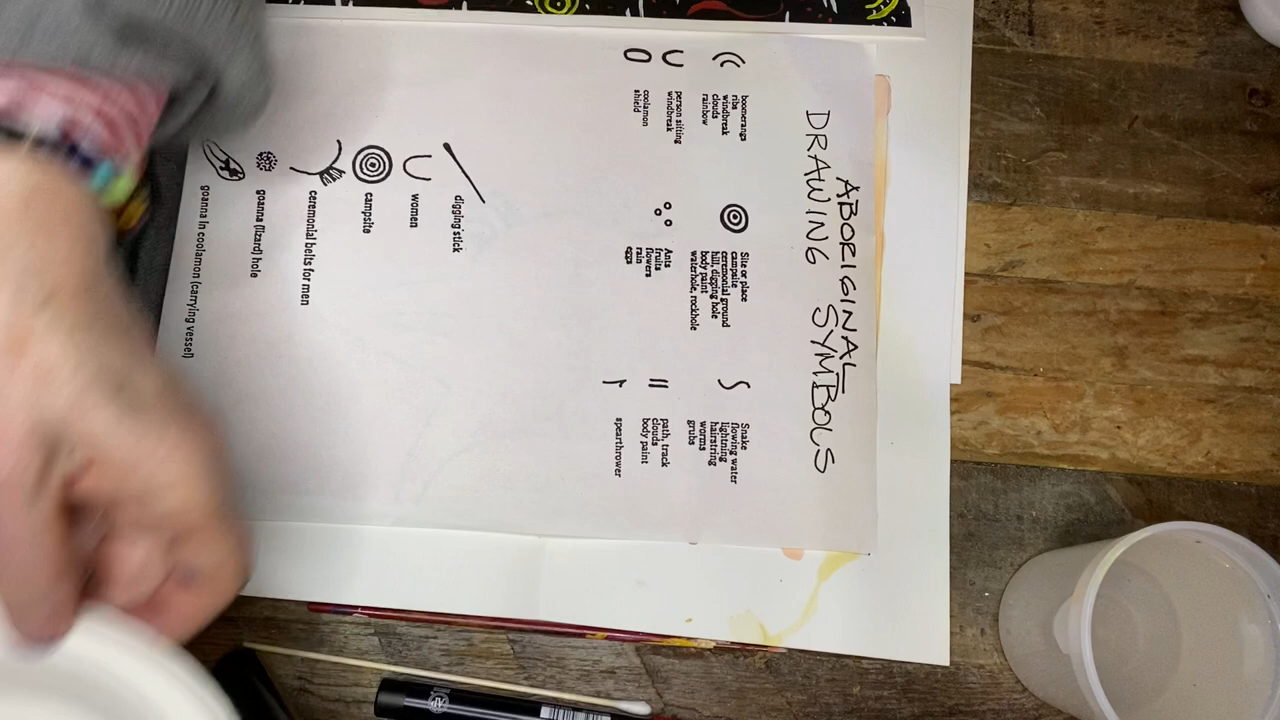 ABORIGINAL
DRAWING SYMBOLS
boomerangs
ribs
windbreak
clouds
rainbow
Site or place
campsite
ceremonial ground
hill, digging hole
body paint
waterhole, rockhole
Snake
flowing water
lightning
hairstring
worms
grubs
person sitting
windbreak
Ants
fruits
flowers
rain
eggs
path, track
clouds
body paint
coolamon
shield
spearthrower
digging stick
women
campsite
ceremonial belts for men
goanna (lizard) hole
goanna in coolamon (carrying vessel)